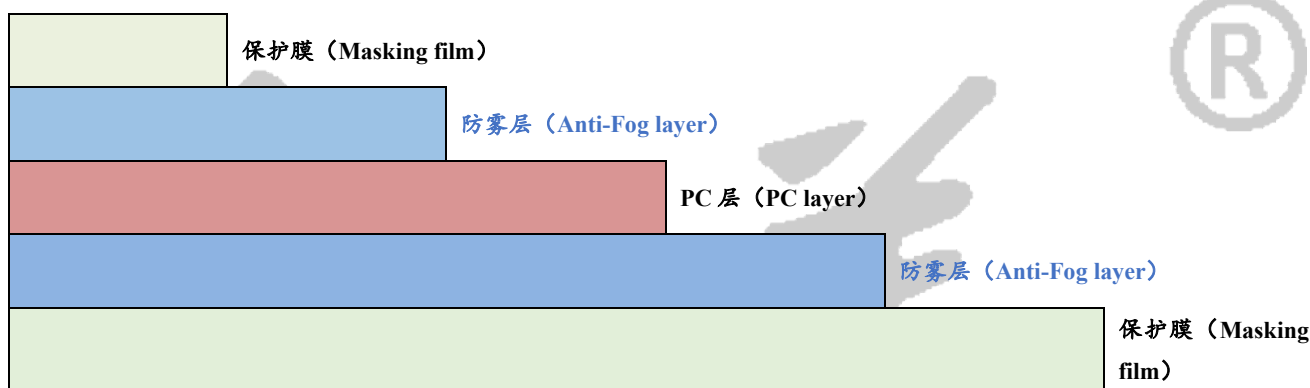 保护膜（Masking film）
防雾层（Anti-Fog layer）
PC 层（PC layer）
防雾层（Anti-Fog layer）
保护膜（Masking
film）
®